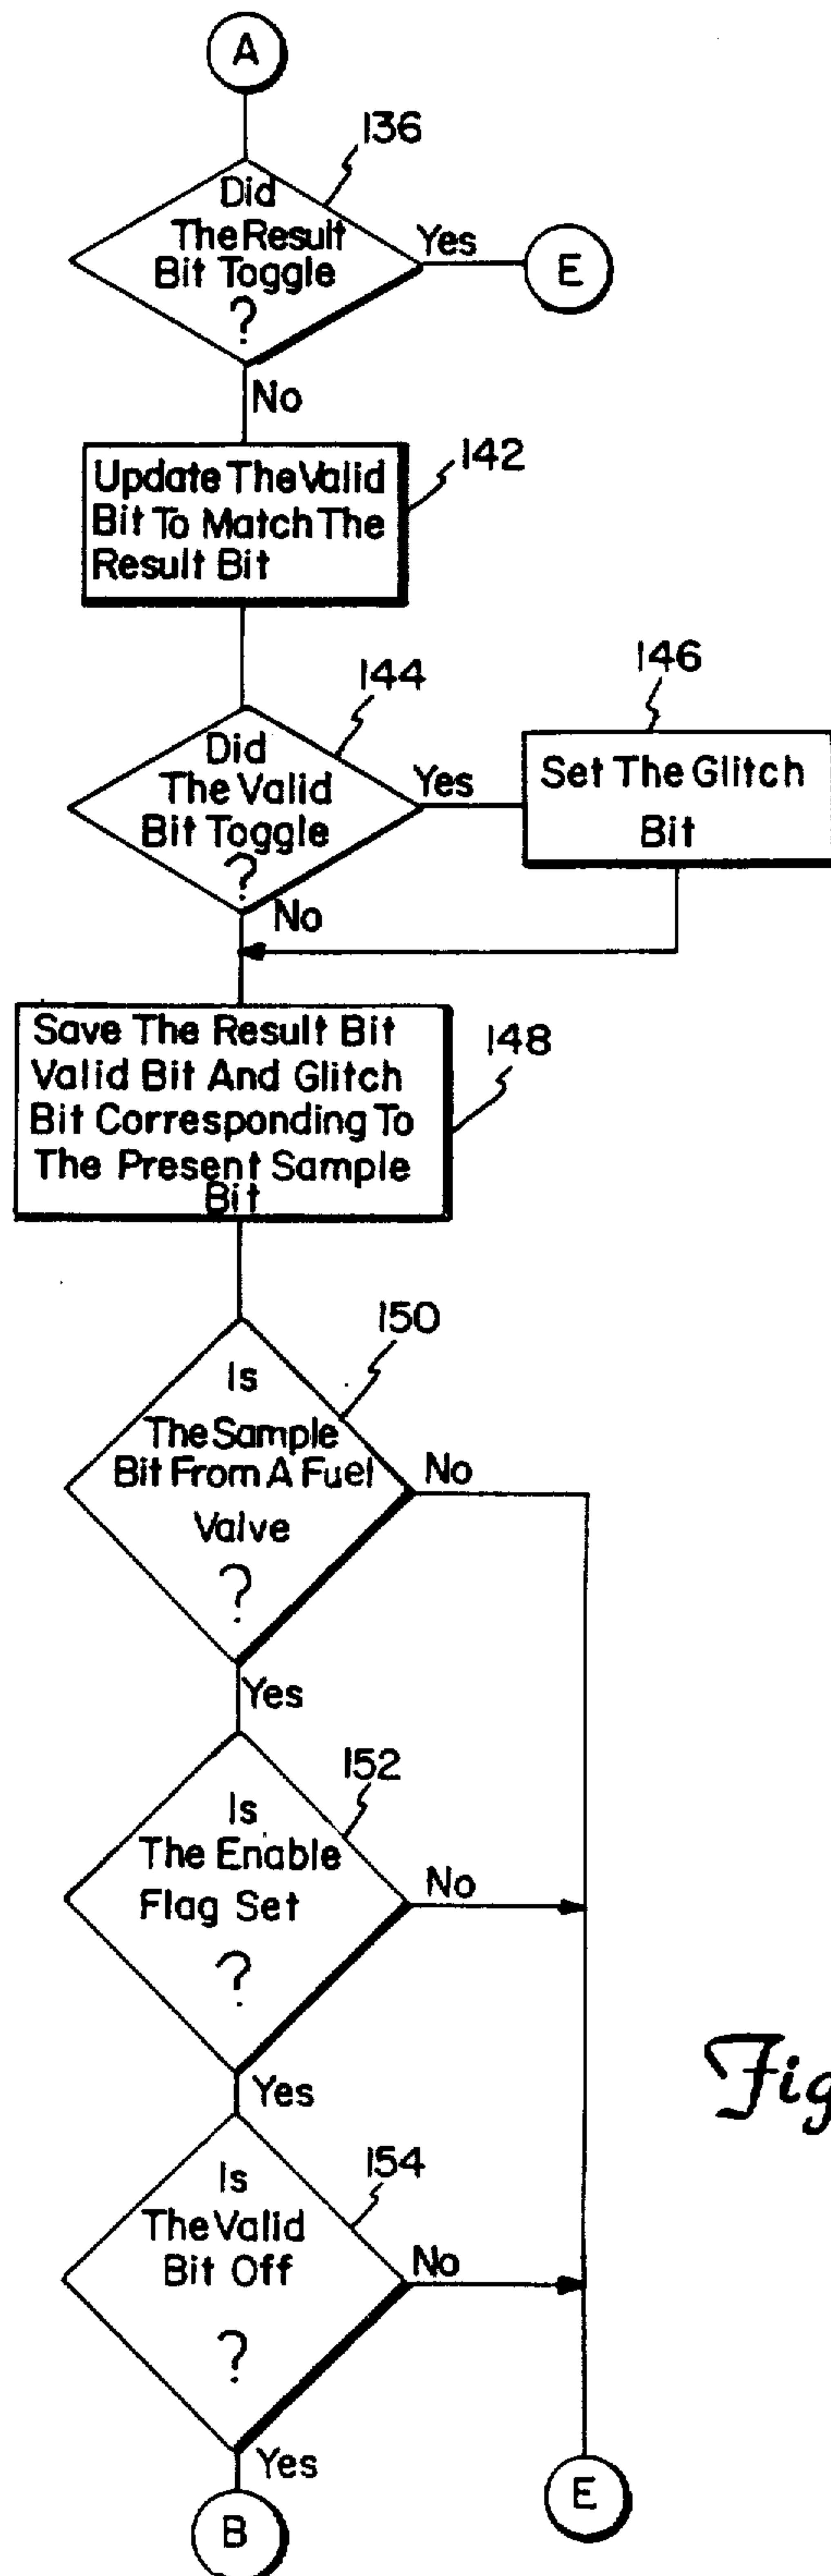 A
136
Did
The Result
Bit Toggle
?
Yes
E
No
142
Update The Valid
Bit To Match The
Result Bit
144
Did
The Valid
Bit Toggle
?
Yes
146
Set The Glitch
Bit
No
148
Save The Result Bit
Valid Bit And Glitch
Bit Corresponding To
The Present Sample
Bit
150
Is
The Sample
Bit From A Fuel
Valve
?
No
Yes
152
Is
The Enable
Flag Set
?
No
Yes
Fig
154
Is
The Valid
Bit Off
?
No
Yes
B
E